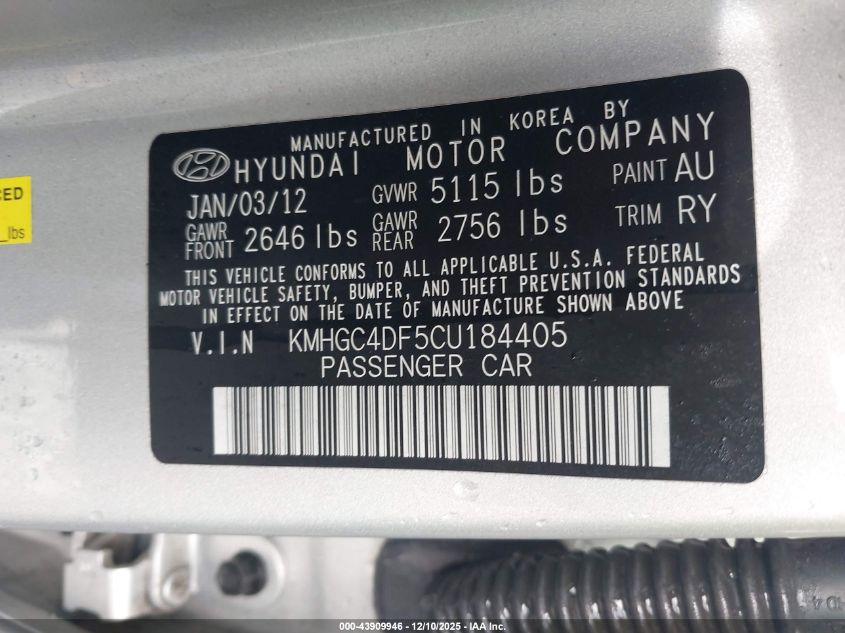 MANUFACTURED IN KOREA BY
HYUNDAI MOTOR COMPANY
JAN/03/12 GVWR 5115 lbs PAINT AU
GAWR FRONT 2646 lbs GAWR REAR 2756 lbs TRIM RY
THIS VEHICLE CONFORMS TO ALL APPLICABLE U.S.A. FEDERAL
MOTOR VEHICLE SAFETY, BUMPER, AND THEFT PREVENTION STANDARDS
IN EFFECT ON THE DATE OF MANUFACTURE SHOWN ABOVE
V.I.N KMHGC4DF5CU184405
PASSENGER CAR
lbs
000-43909946 - 12/10/2025 - IAA Inc.